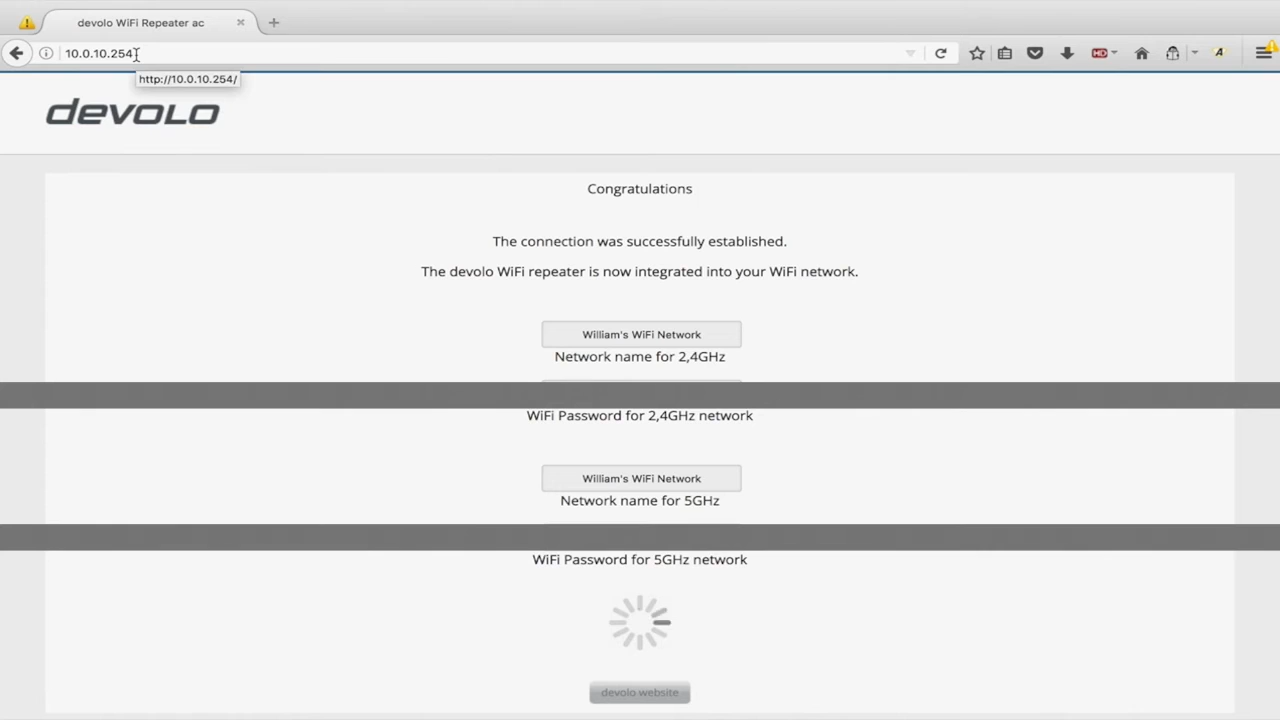 devolo WiFi Repeater ac
10.0.10.254
http://10.0.10.254/
HD
A
devolo
Congratulations
The connection was successfully established.
The devolo WiFi repeater is now integrated into your WiFi network.
William's WiFi Network
Network name for 2,4GHz
WiFi Password for 2,4GHz network
William's WiFi Network
Network name for 5GHz
WiFi Password for 5GHz network
devolo website